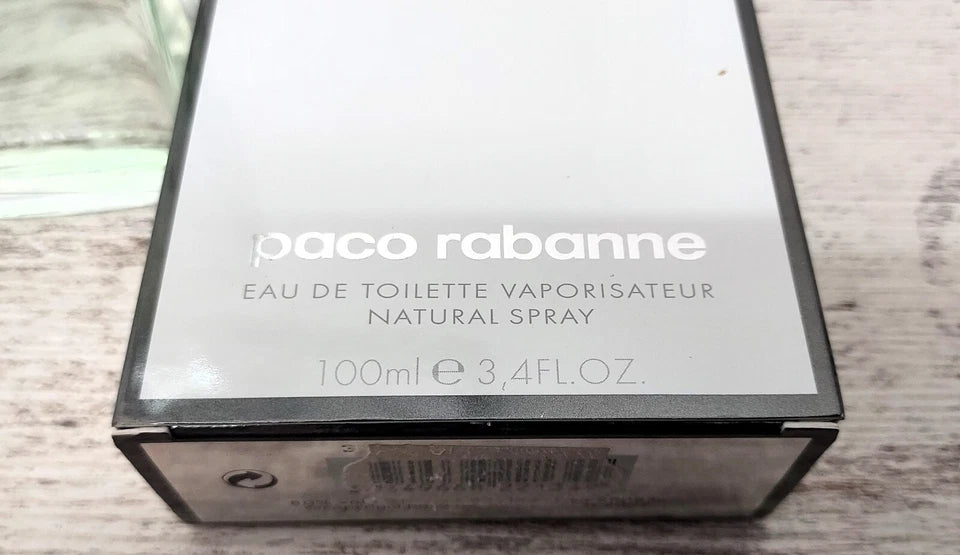 paco rabanne
EAU DE TOILETTE VAPORISATEUR
NATURAL SPRAY
100ml e 3,4FL.OZ.